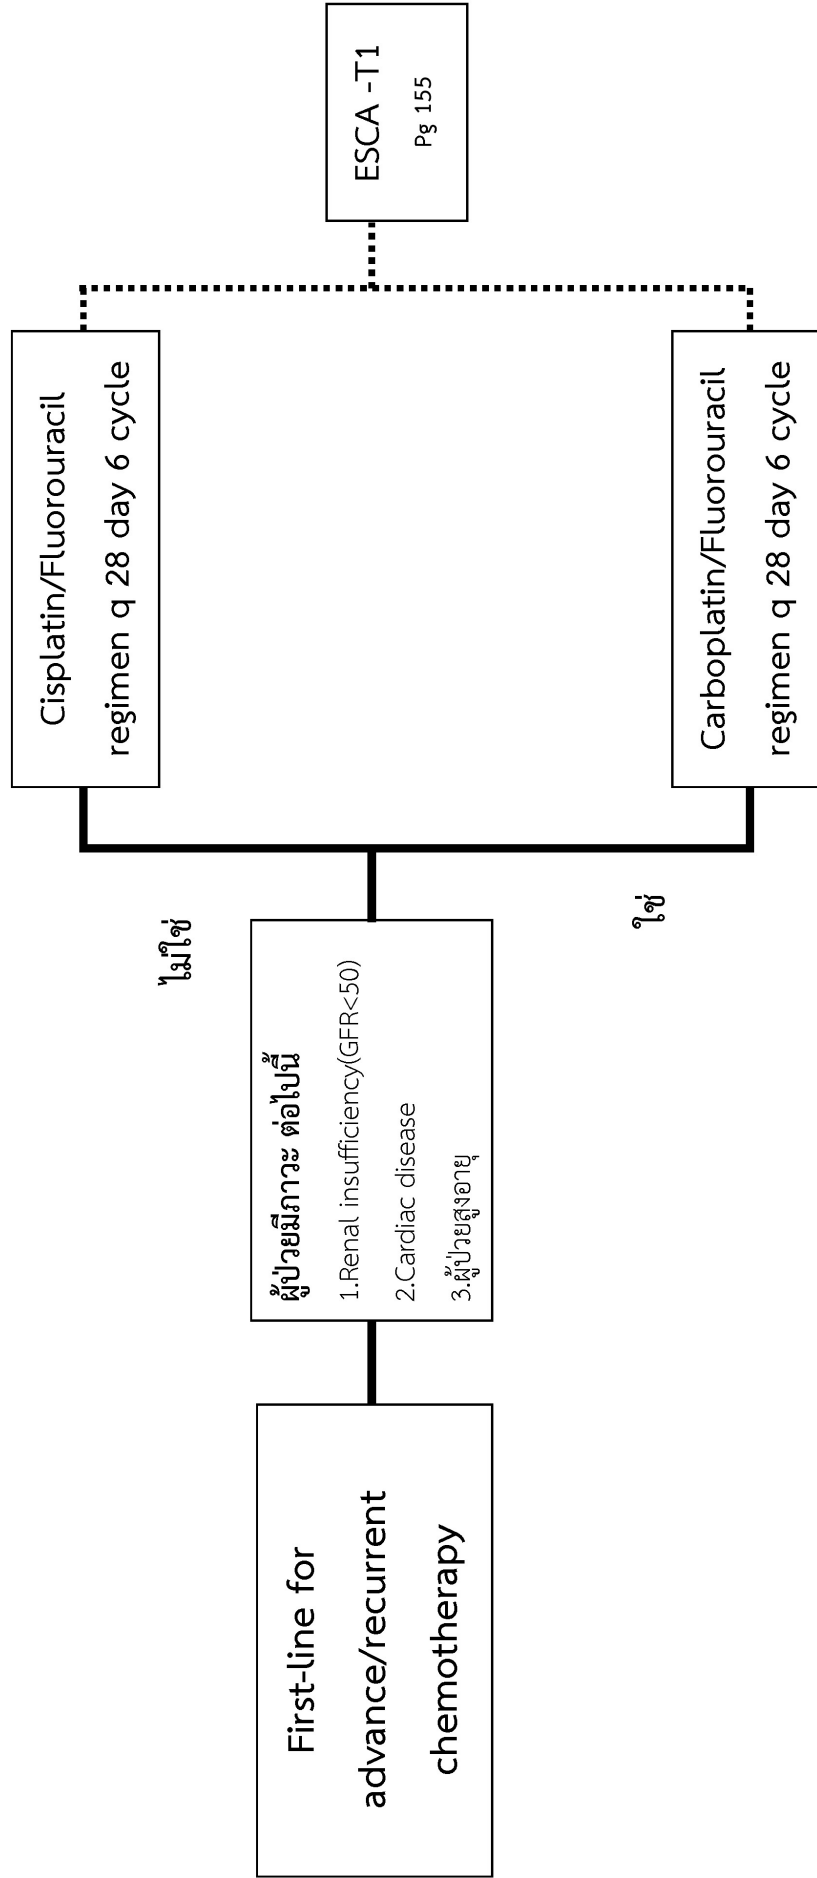 First-line for
advance/recurrent
chemotherapy
ผู้ป่วยมีภาวะ ต่อไปนี้
1.Renal insufficiency(GFR<50)
2.Cardiac disease
3.ผู้ป่วยสูงอายุ
ไม่ใช่
ใช่
Cisplatin/Fluorouracil
regimen q 28 day 6 cycle
Carboplatin/Fluorouracil
regimen q 28 day 6 cycle
ESCA -T1
Pg 155